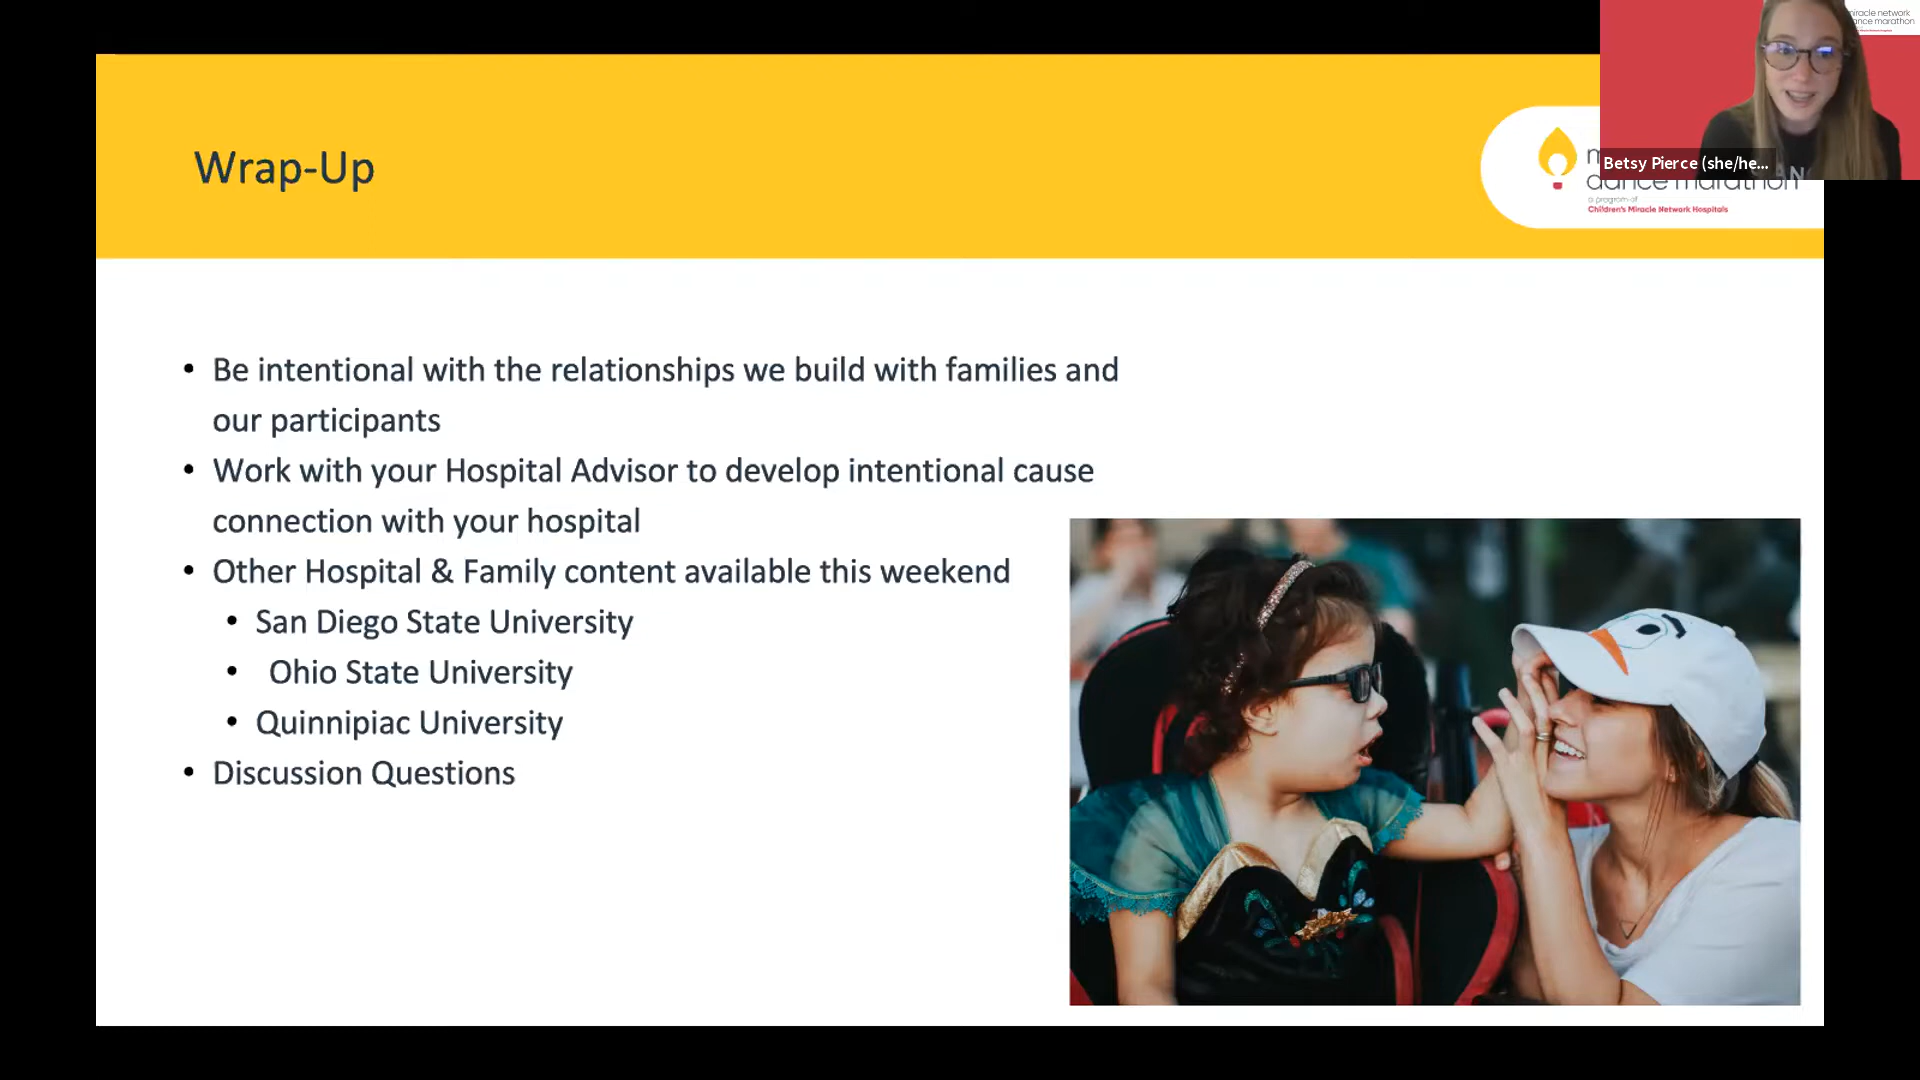 miracle network
dance marathon
Betsy Pierce (she/he...
Wrap-Up
dance marathon
a program of
Children's Miracle Network Hospitals
• Be intentional with the relationships we build with families and
our participants
• Work with your Hospital Advisor to develop intentional cause
connection with your hospital
• Other Hospital & Family content available this weekend
• San Diego State University
• Ohio State University
• Quinnipiac University
• Discussion Questions